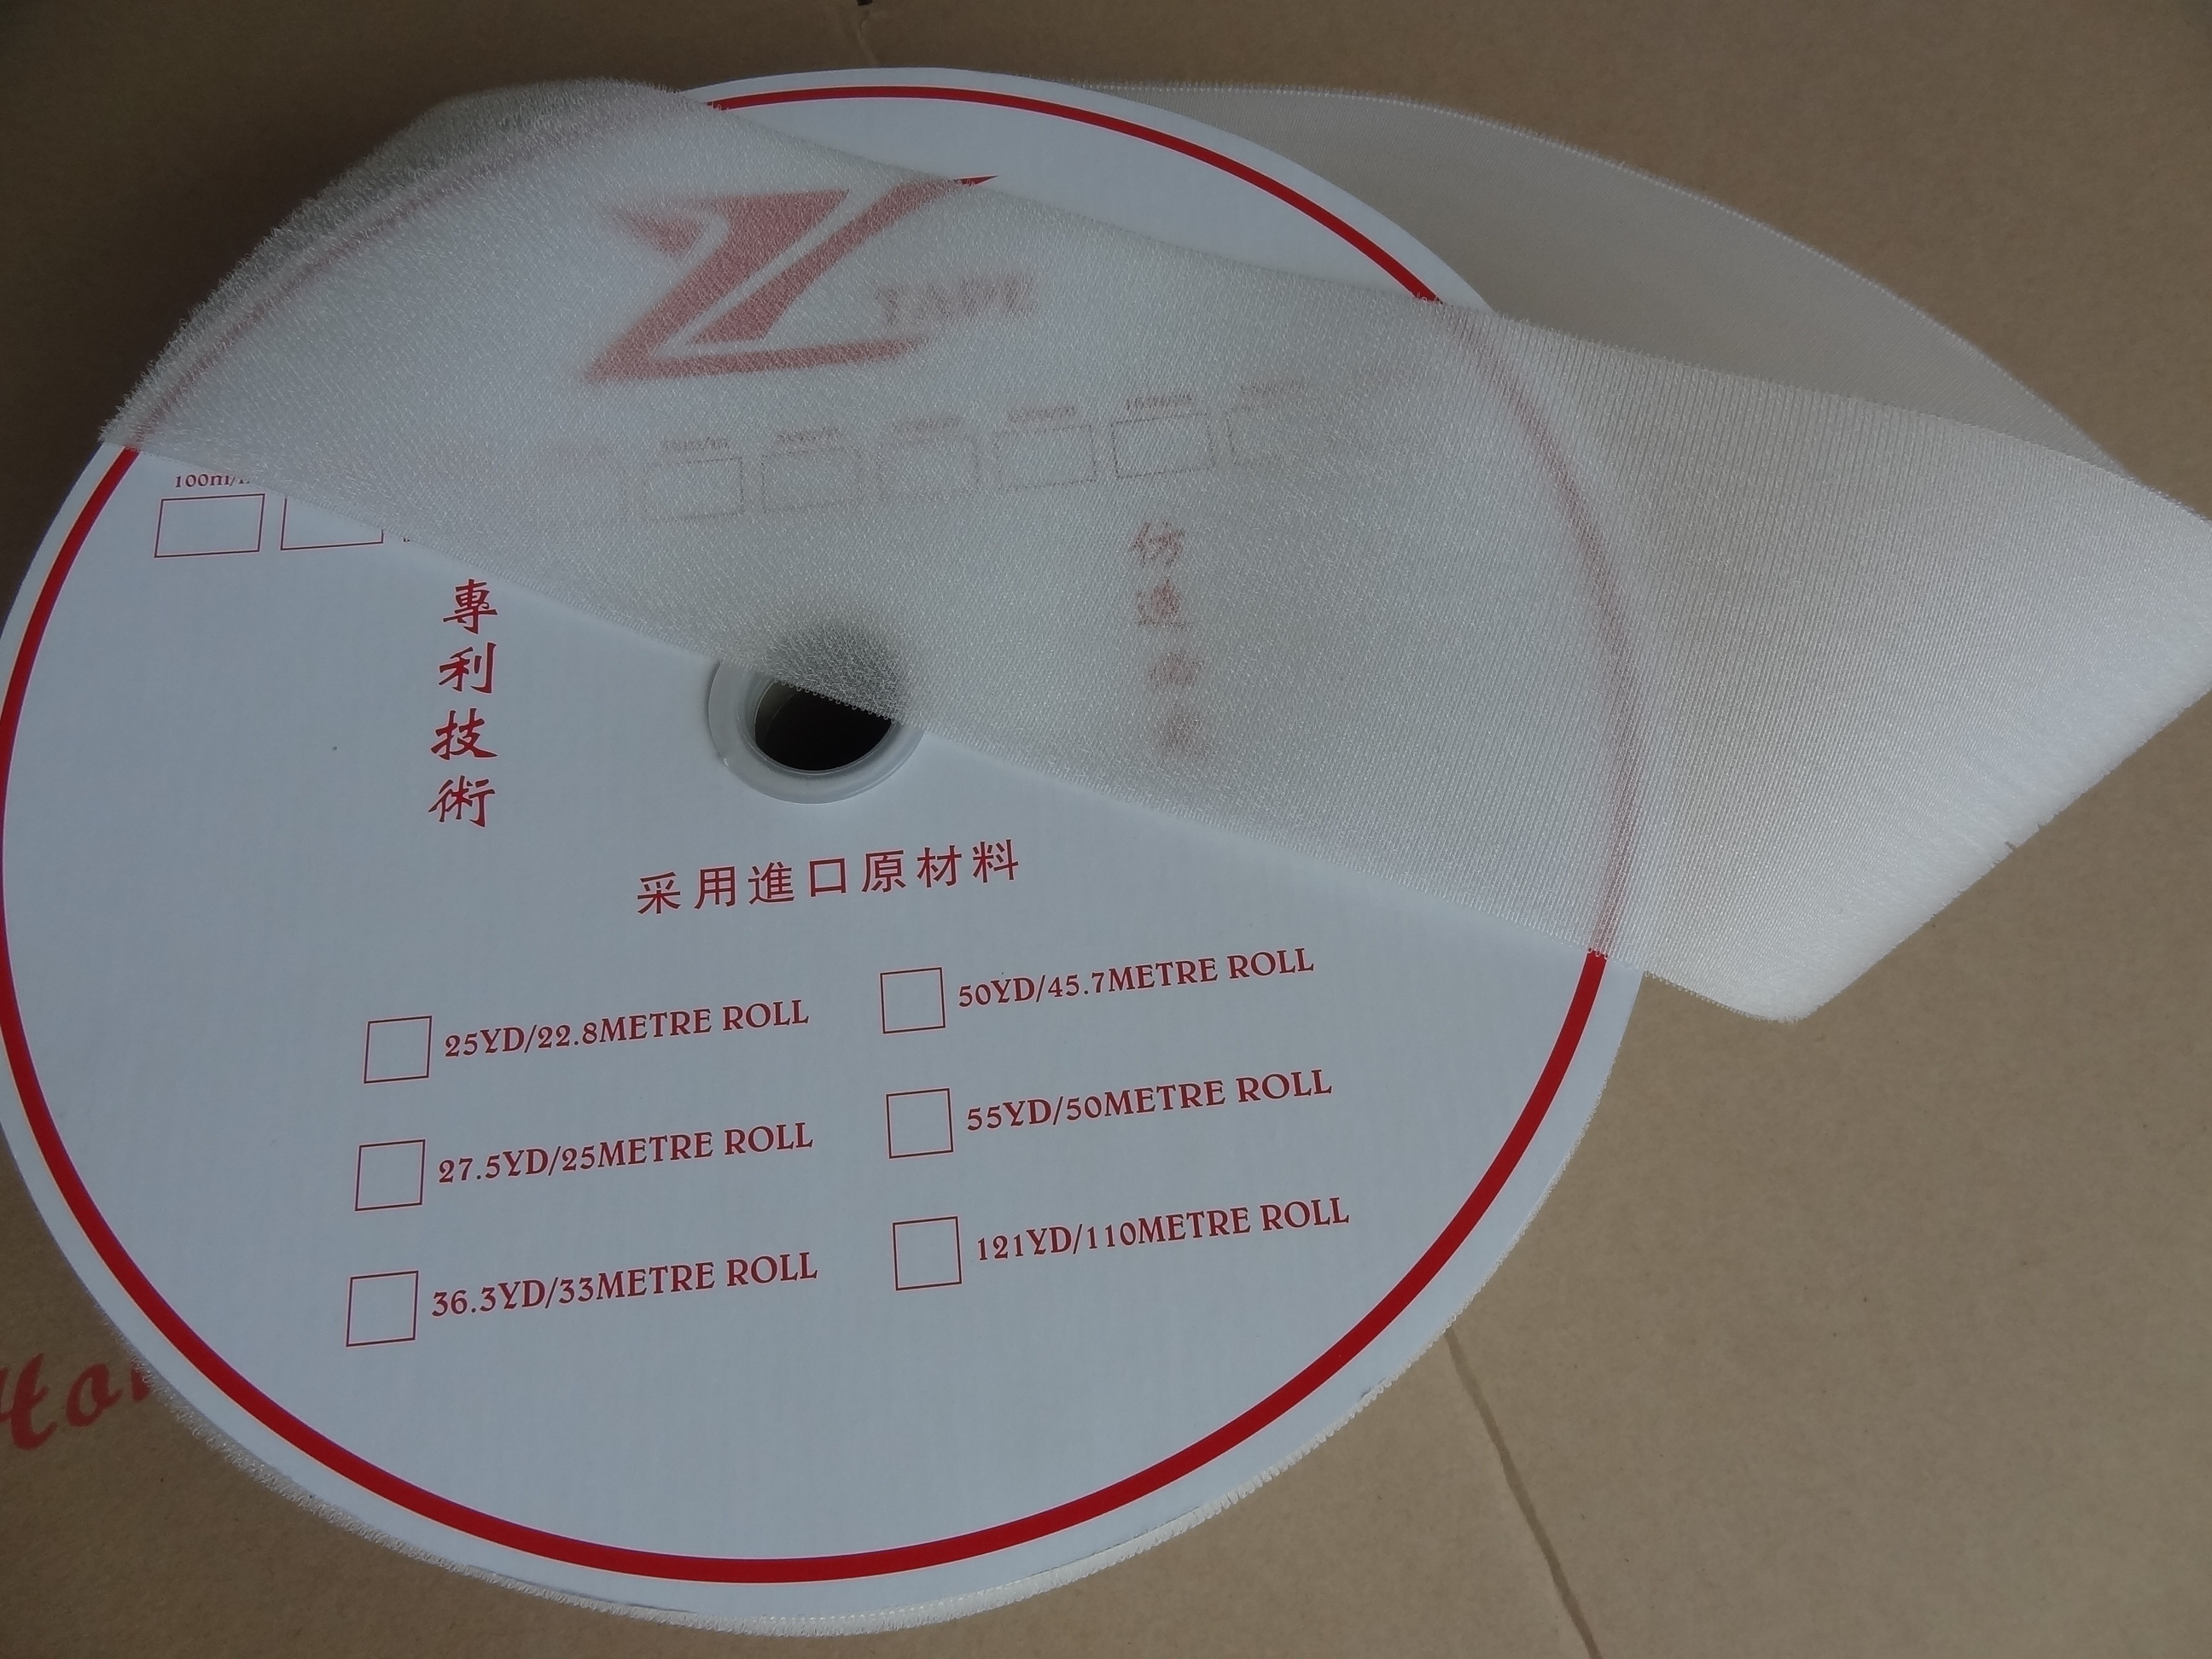 TAPE
專利技術
采用進口原材料
25YD/22.8METRE ROLL
50YD/45.7METRE ROLL
27.5YD/25METRE ROLL
55YD/50METRE ROLL
36.3YD/33METRE ROLL
121YD/110METRE ROLL